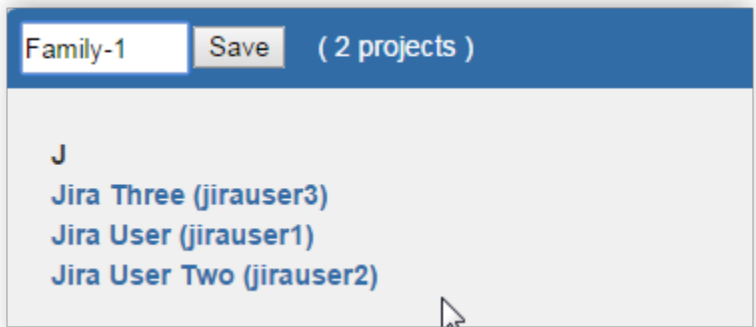 Family-1 Save ( 2 projects )
J
Jira Three (jirauser3)
Jira User (jirauser1)
Jira User Two (jirauser2)